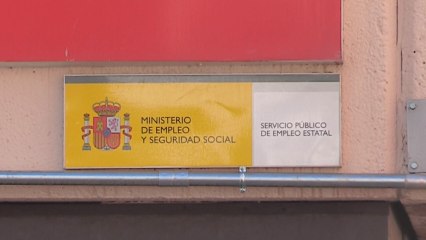 MINISTERIO
DE EMPLEO
Y SEGURIDAD SOCIAL
SERVICIO PÚBLICO
DE EMPLEO ESTATAL